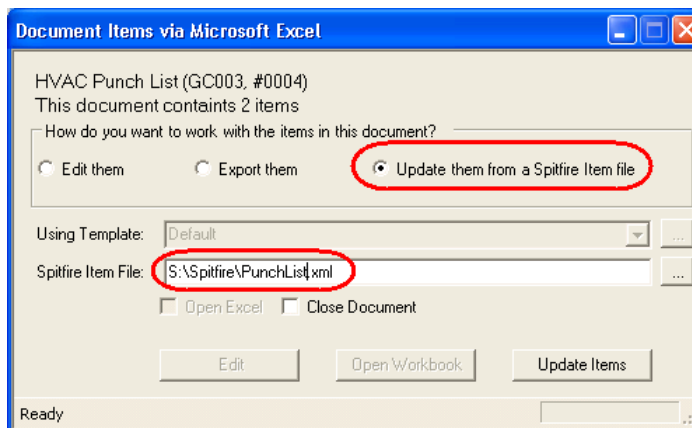 Document Items via Microsoft Excel
HVAC Punch List (GC003, #0004)
This document containts 2 items
How do you want to work with the items in this document?
Edit them Export them Update them from a Spitfire Item file
Using Template: Default ...
Spitfire Item File: S:\Spitfire\PunchList.xml ...
Open Excel Close Document
Edit Open Workbook Update Items
Ready